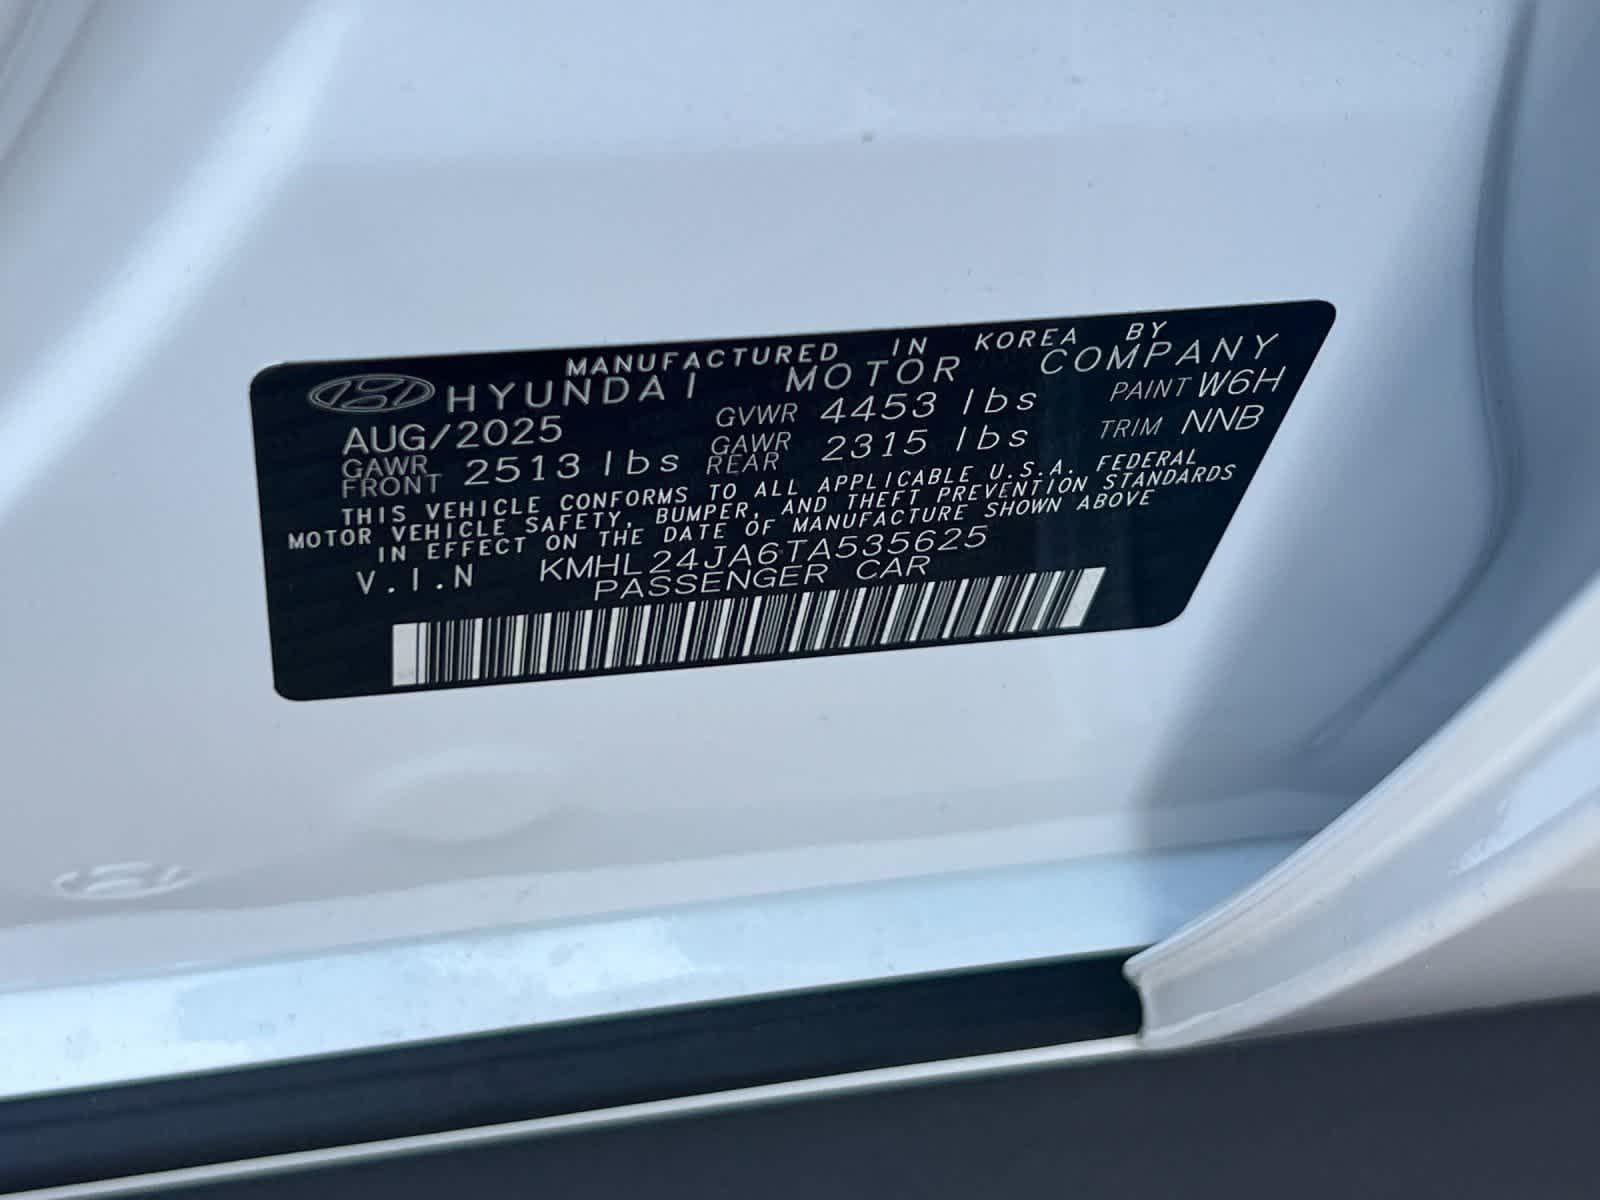 MANUFACTURED IN KOREA BY
HYUNDAI MOTOR COMPANY
AUG/2025 GVWR 4453 lbs PAINT W6H
GAWR FRONT 2513 lbs GAWR REAR 2315 lbs TRIM NNB
THIS VEHICLE CONFORMS TO ALL APPLICABLE U.S.A. FEDERAL
MOTOR VEHICLE SAFETY, BUMPER, AND THEFT PREVENTION STANDARDS
IN EFFECT ON THE DATE OF MANUFACTURE SHOWN ABOVE
V.I.N KMHL24JA6TA535625
PASSENGER CAR